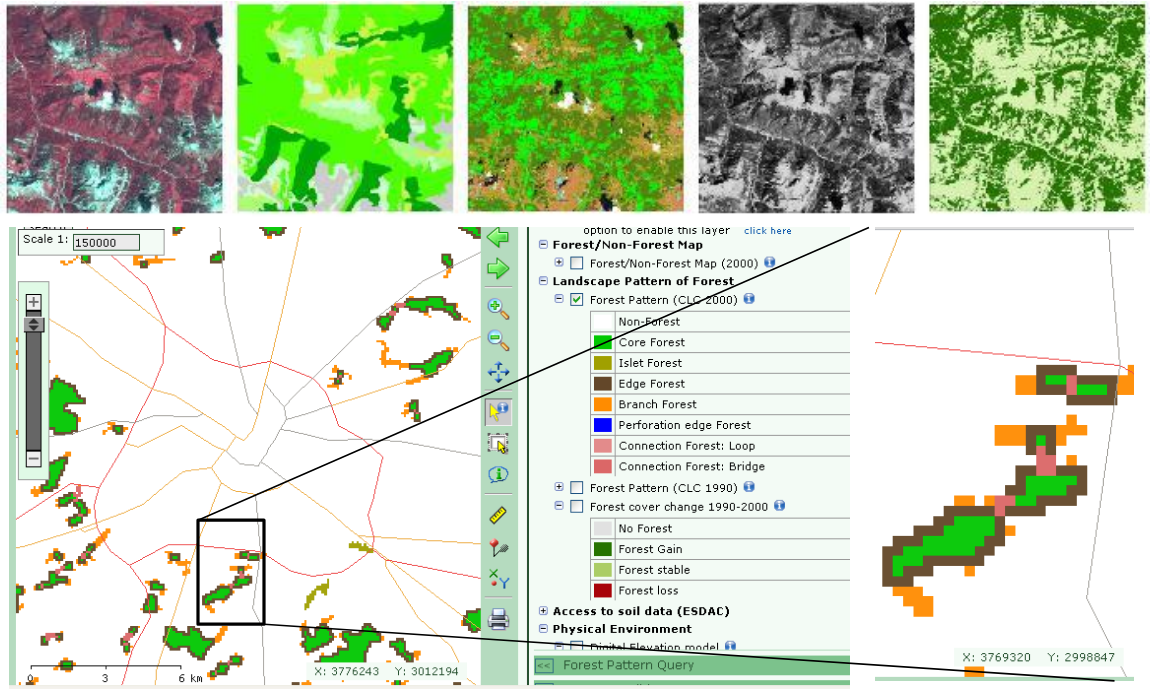 Scale 1: 150000
option to enable this layer click here
Forest/Non-Forest Map
Forest/Non-Forest Map (2000)
Landscape Pattern of Forest
Forest Pattern (CLC 2000)
Non-Forest
Core Forest
Islet Forest
Edge Forest
Branch Forest
Perforation edge Forest
Connection Forest: Loop
Connection Forest: Bridge
Forest Pattern (CLC 1990)
Forest cover change 1990-2000
No Forest
Forest Gain
Forest stable
Forest loss
Access to soil data (ESDAC)
Physical Environment
Digital Elevation model
<< Forest Pattern Query
0 3 6 km
X: 3776243 Y: 3012194
X: 3769320 Y: 2998847